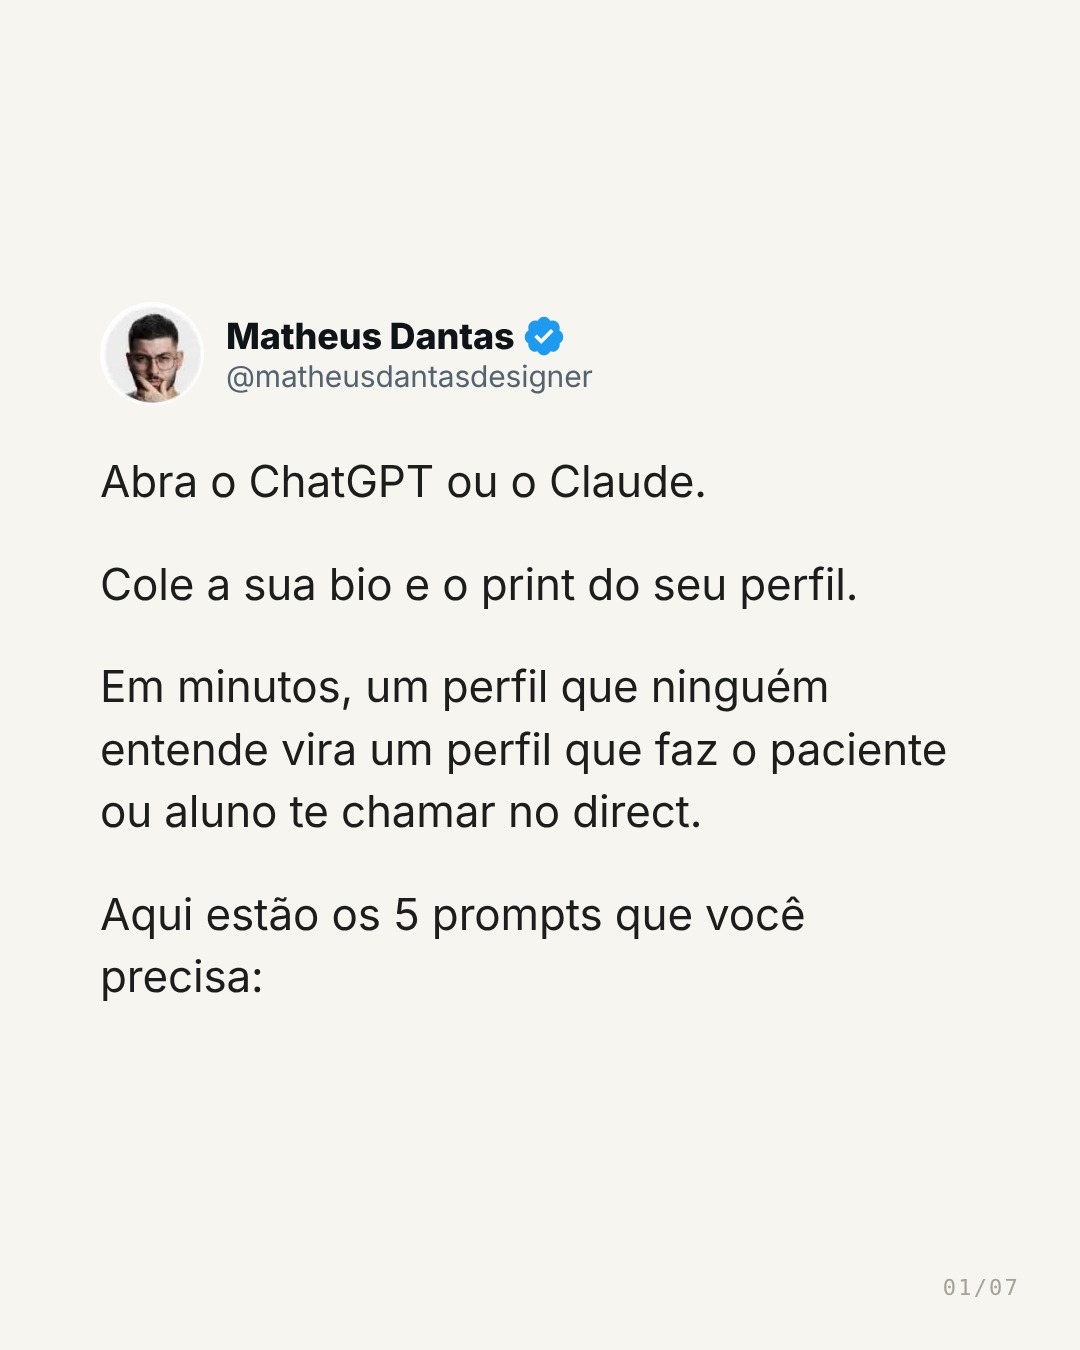 Matheus Dantas
@matheusdantasdesigner
Abra o ChatGPT ou o Claude.
Cole a sua bio e o print do seu perfil.
Em minutos, um perfil que ninguém
entende vira um perfil que faz o paciente
ou aluno te chamar no direct.
Aqui estão os 5 prompts que você
precisa:
01/07